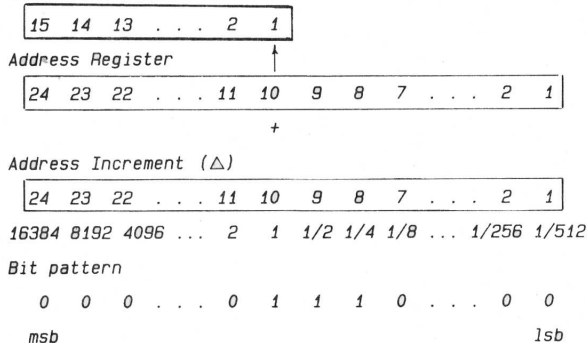 15 14 13 . . . 2 1
Address Register
24 23 22 . . . 11 10 9 8 7 . . . 2 1
+
Address Increment (△)
24 23 22 . . . 11 10 9 8 7 . . . 2 1
16384 8192 4096 ... 2 1 1/2 1/4 1/8 ... 1/256 1/512
Bit pattern
0 0 0 . . . 0 1 1 1 0 . . . 0 0
msb lsb